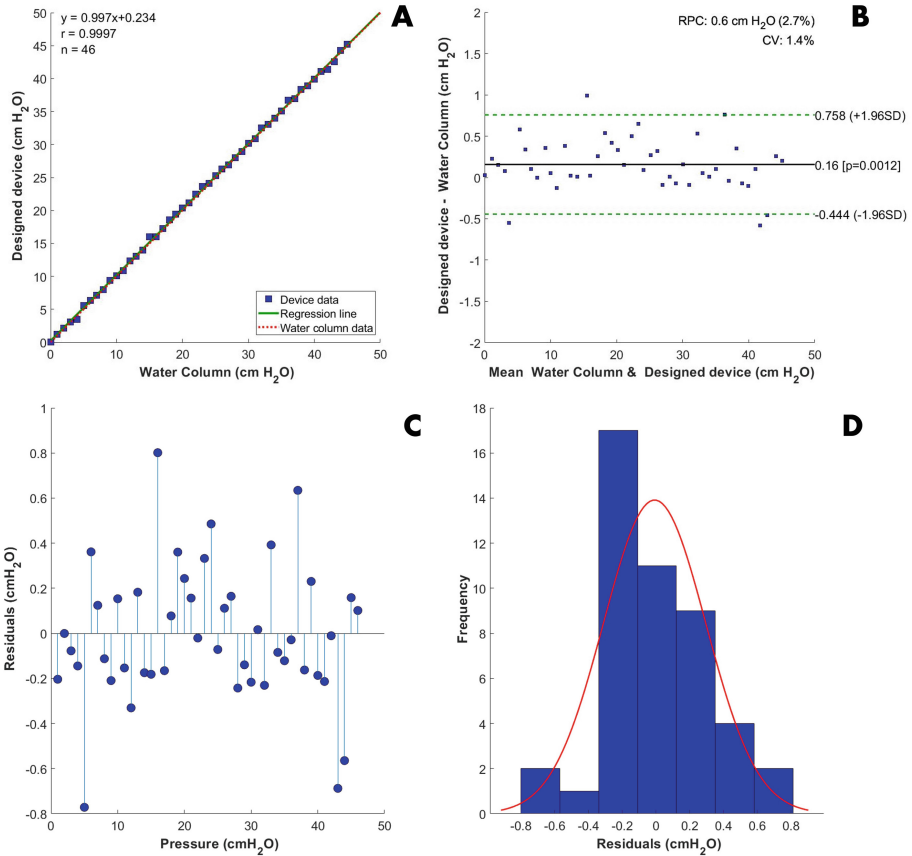 A
y = 0.997x+0.234
r = 0.9997
n = 46
50
45
40
35
30
25
20
15
10
5
0
0
10
20
30
40
50
Designed device (cm H2O)
Water Column (cm H2O)
Device data
Regression line
Water column data
B
RPC: 0.6 cm H2O (2.7%)
CV: 1.4%
2
1.5
1
0.5
0
-0.5
-1
-1.5
-2
0
10
20
30
40
50
0.758 (+1.96SD)
0.16 [p=0.0012]
-0.444 (-1.96SD)
Designed device - Water Column (cm H2O)
Mean Water Column & Designed device (cm H2O)
C
1
0.8
0.6
0.4
0.2
0
-0.2
-0.4
-0.6
-0.8
0
10
20
30
40
50
Residuals (cmH2O)
Pressure (cmH2O)
D
18
16
14
12
10
8
6
4
2
0
-0.8
-0.6
-0.4
-0.2
0
0.2
0.4
0.6
0.8
Frequency
Residuals (cmH2O)